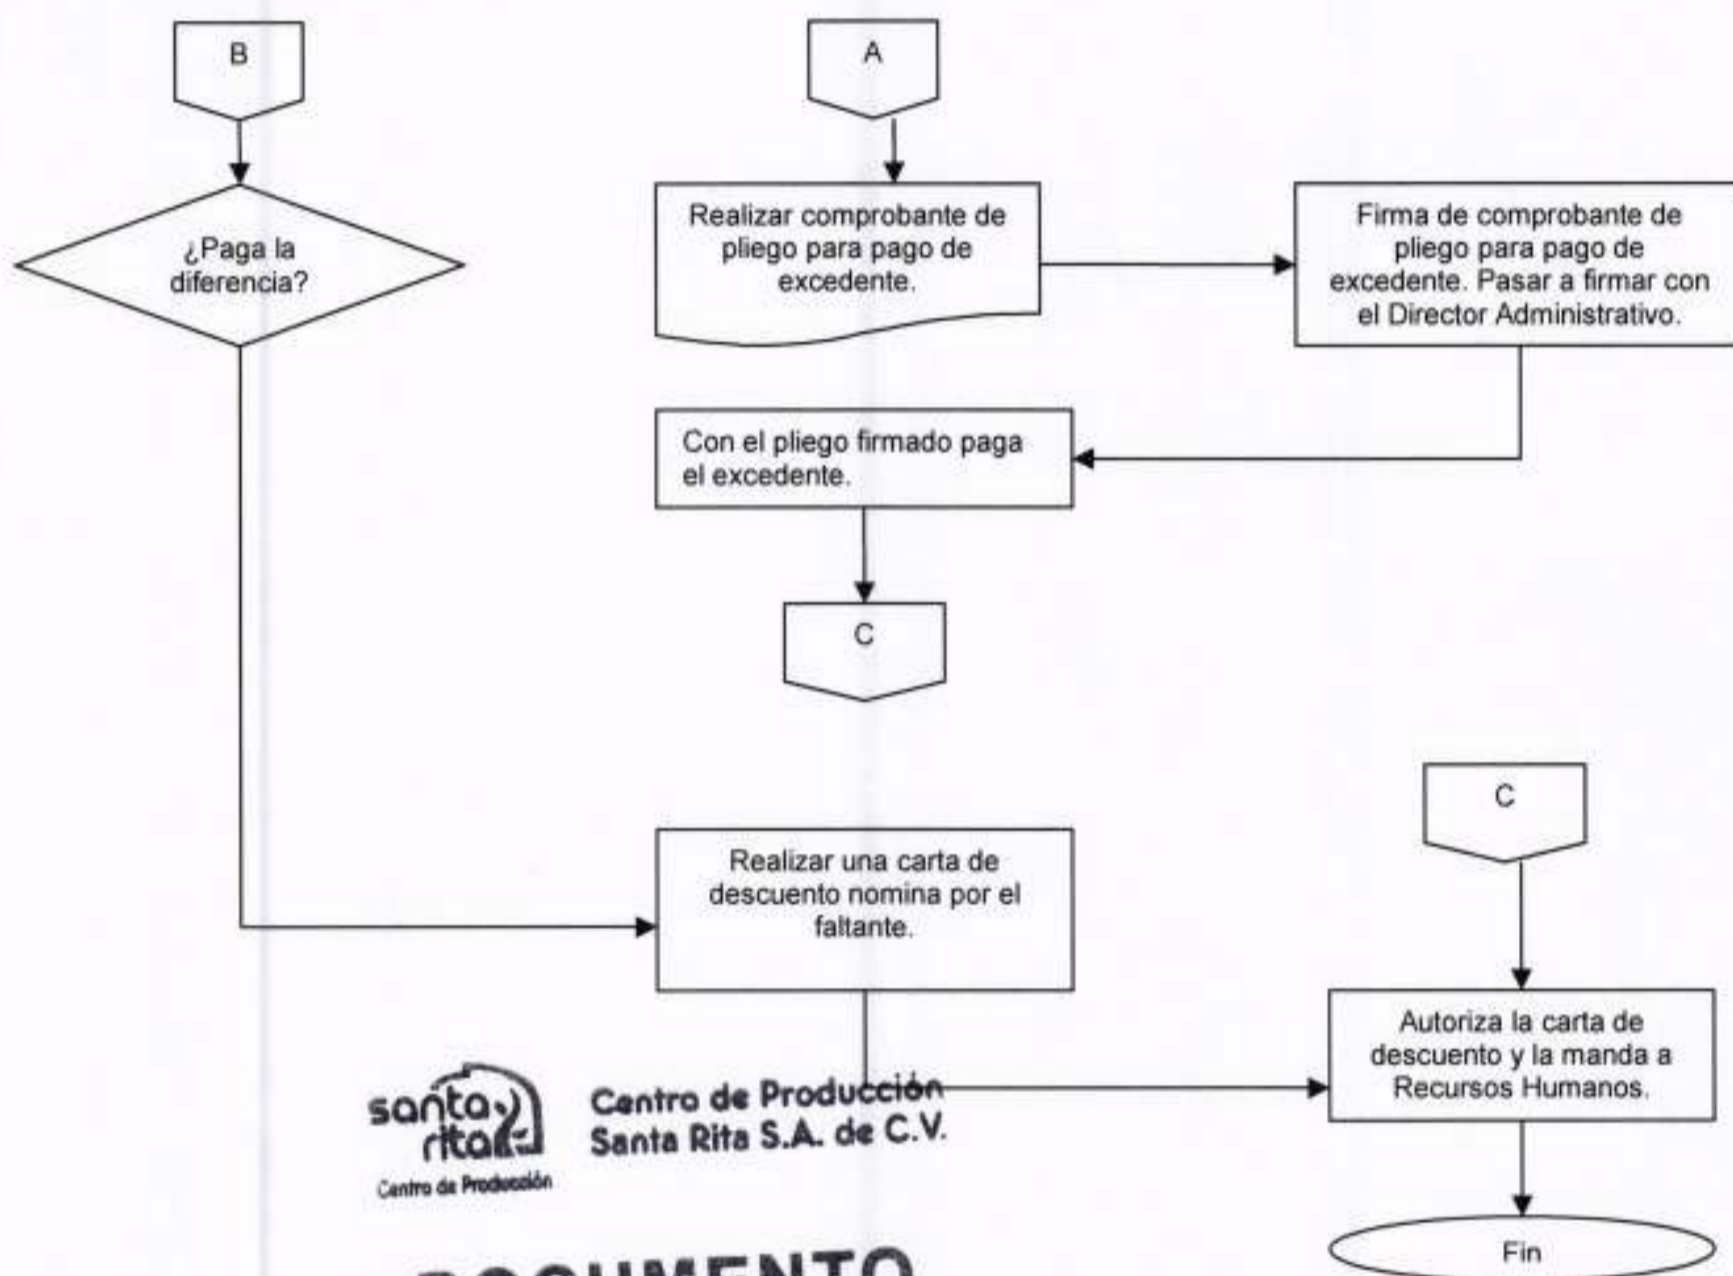 B
A
¿Paga la
diferencia?
Realizar comprobante de
pliego para pago de
excedente.
Firma de comprobante de
pliego para pago de
excedente. Pasar a firmar con
el Director Administrativo.
Con el pliego firmado paga
el excedente.
C
C
Realizar una carta de
descuento nomina por el
faltante.
Autoriza la carta de
descuento y la manda a
Recursos Humanos.
Fin
santa
rita
Centro de Producción
Centro de Producción
Santa Rita S.A. de C.V.
DOCUMENTO